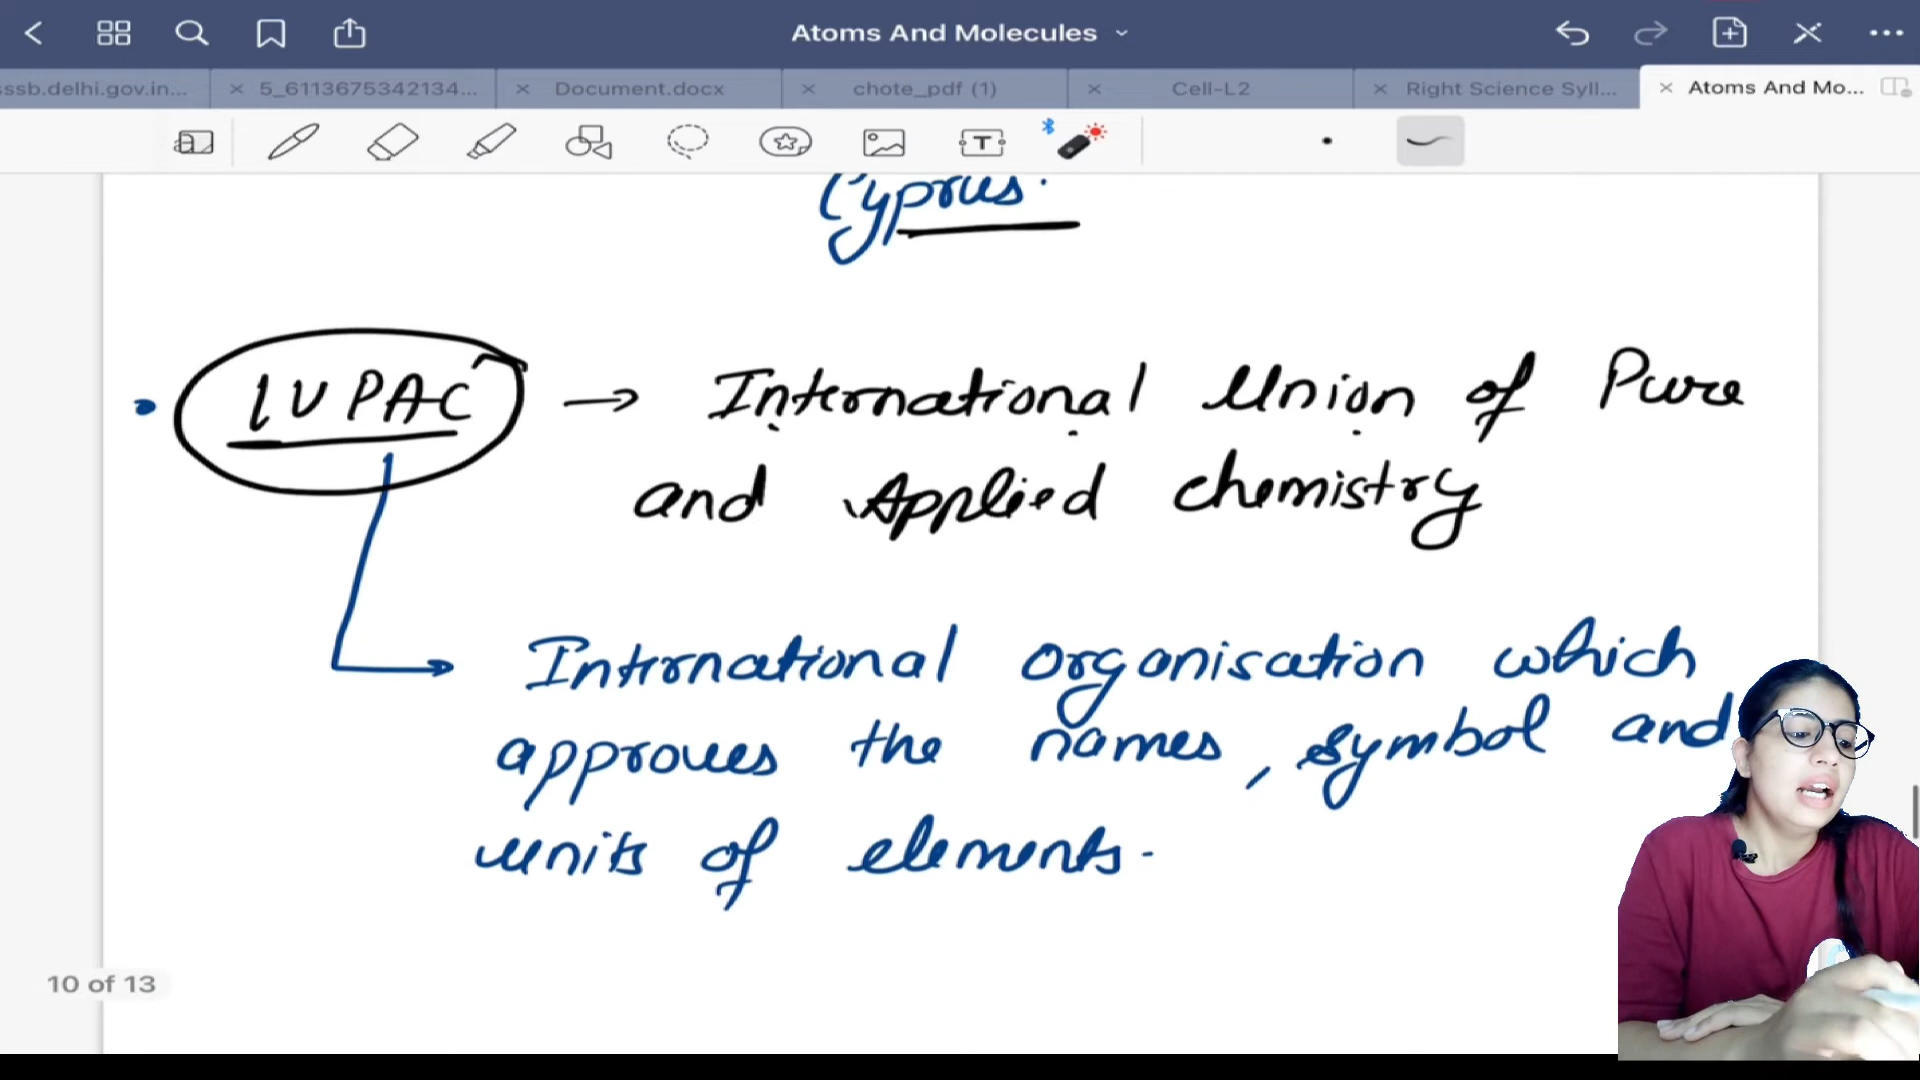 Atoms And Molecules
sssb.delhi.gov.in...
5_6113675342134...
Document.docx
chote_pdf (1)
Cell-L2
Right Science Syll...
Atoms And Mo...
Cyprus.
• IUPAC → International Union of Pure
and Applied chemistry
International organisation which
approves the names, symbol and
units of elements.
10 of 13